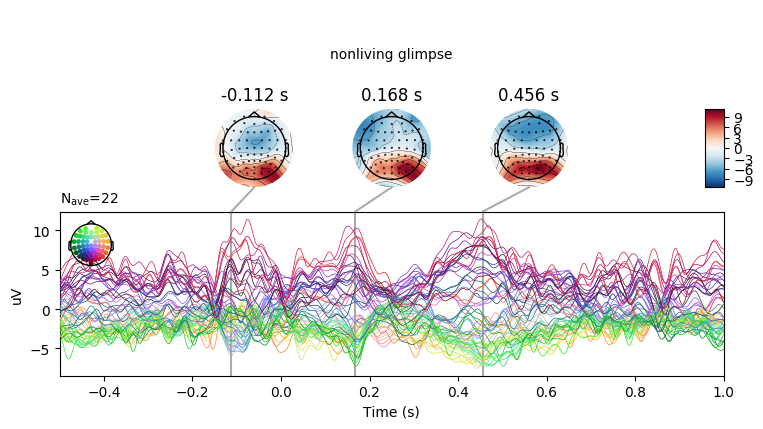 nonliving glimpse
-0.112 s 0.168 s 0.456 s
9
6
3
0
−3
−6
−9
Nave=22
10
5
0
−5
uV
−0.4 −0.2 0.0 0.2 0.4 0.6 0.8 1.0
Time (s)